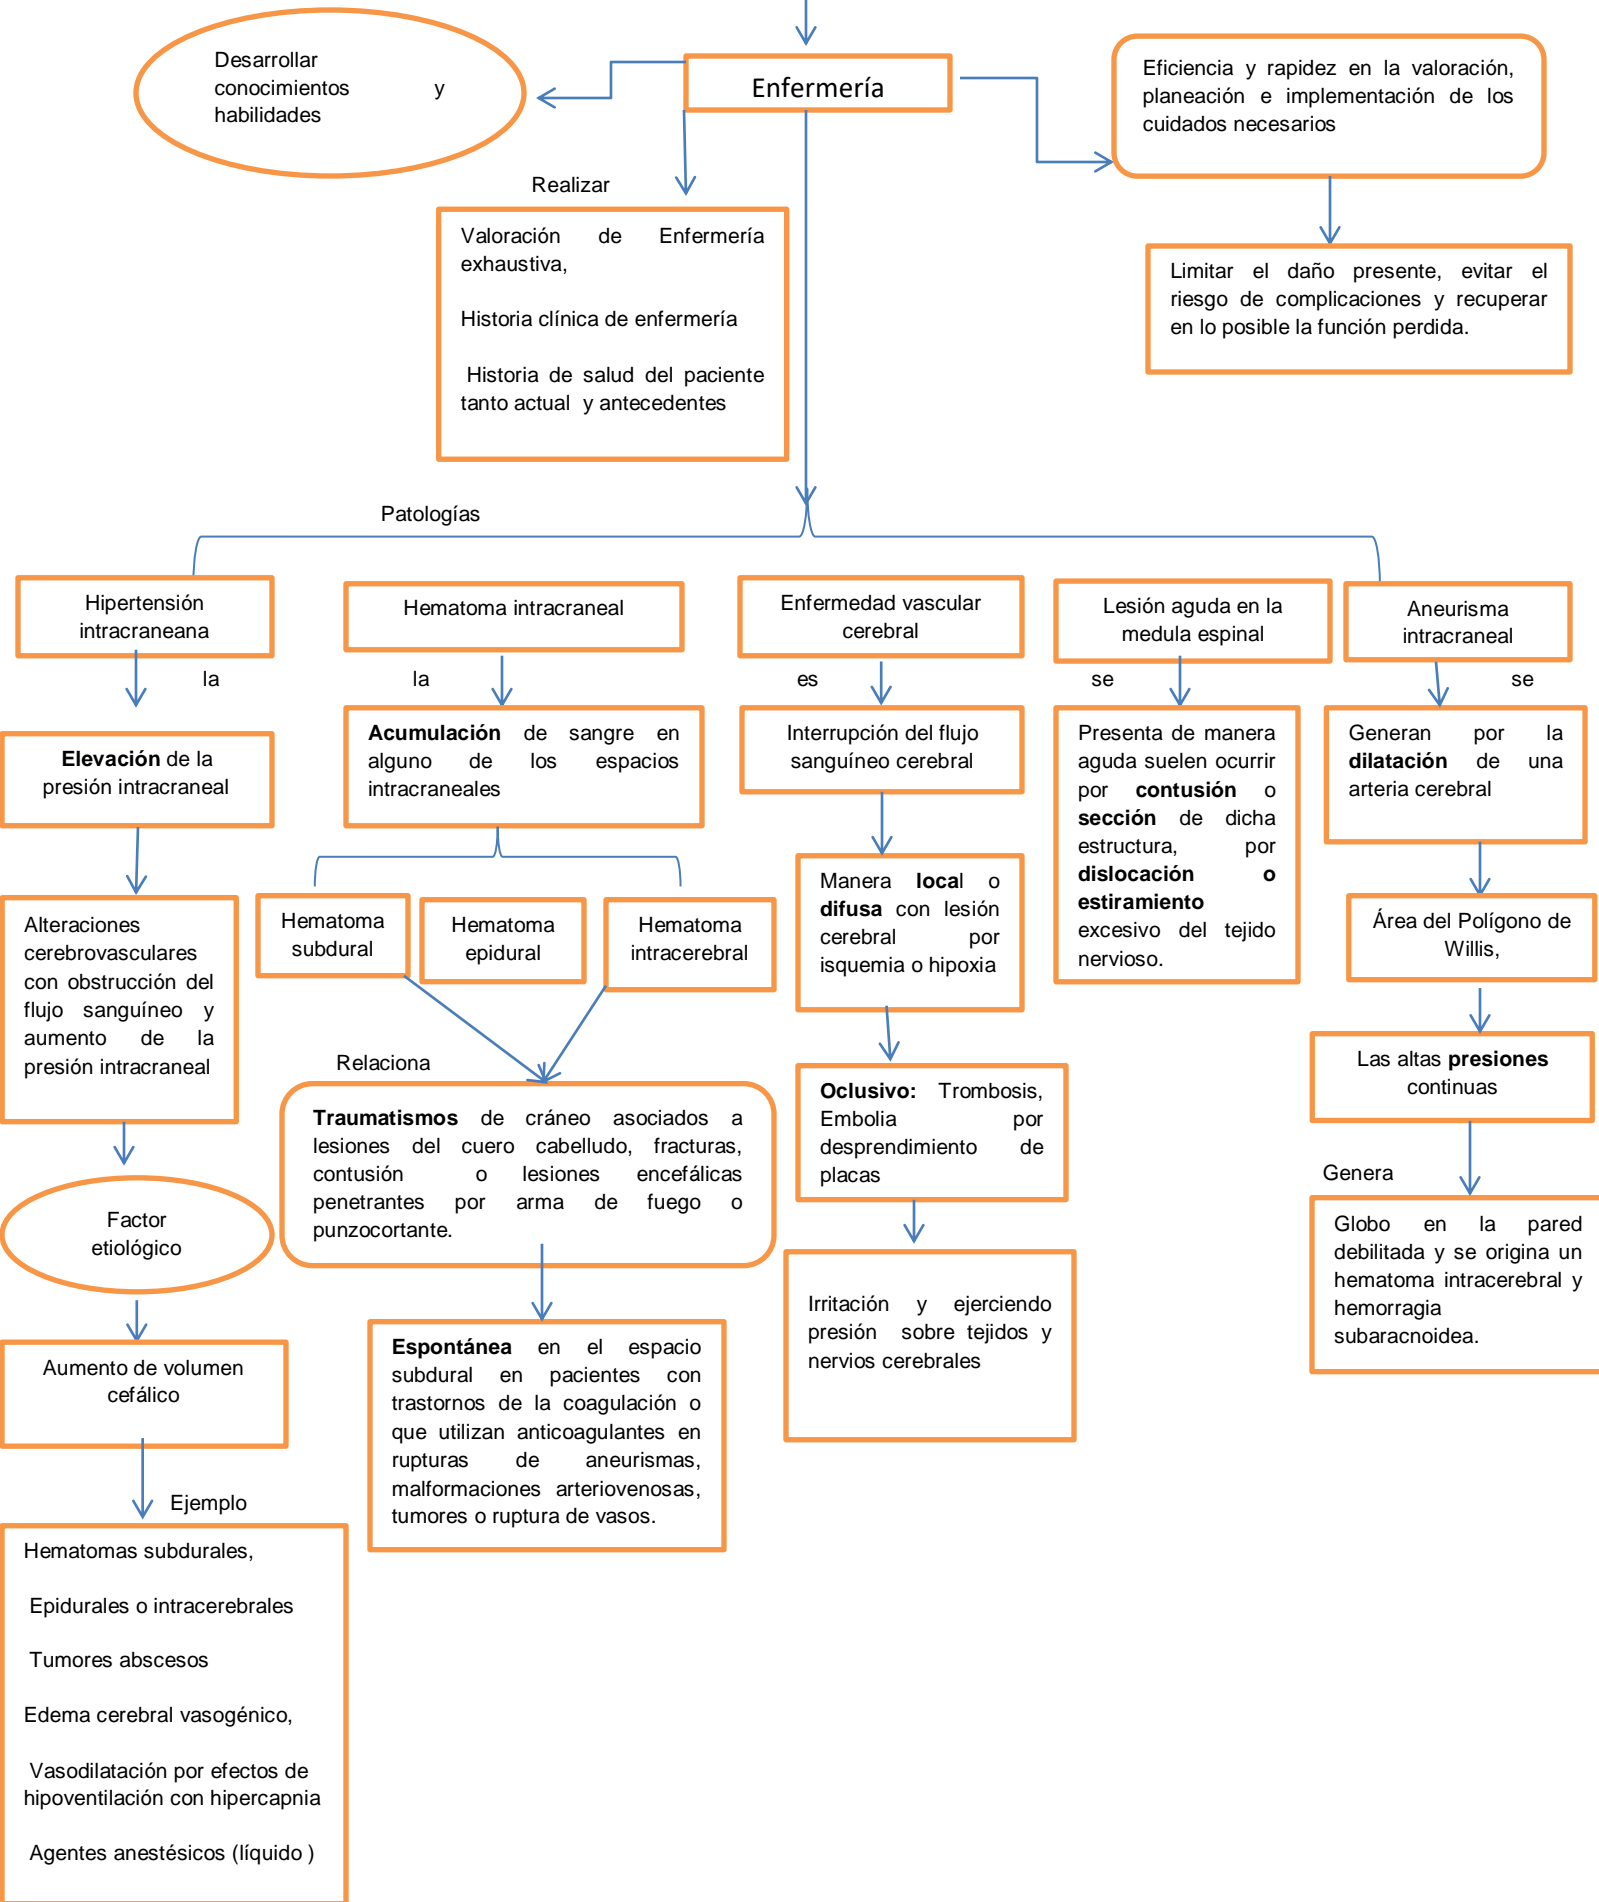 Desarrollar
conocimientos y
habilidades
Enfermería
Eficiencia y rapidez en la valoración,
planeación e implementación de los
cuidados necesarios
Realizar
Valoración de Enfermería
exhaustiva,
Historia clínica de enfermería
Historia de salud del paciente
tanto actual y antecedentes
Limitar el daño presente, evitar el
riesgo de complicaciones y recuperar
en lo posible la función perdida.
Patologías
Hipertensión
intracraneana
la
Elevación de la
presión intracraneal
Alteraciones
cerebrovasculares
con obstrucción del
flujo sanguíneo y
aumento de la
presión intracraneal
Factor
etiológico
Aumento de volumen
cefálico
Ejemplo
Hematomas subdurales,
Epidurales o intracerebrales
Tumores abscesos
Edema cerebral vasogénico,
Vasodilatación por efectos de
hipoventilación con hipercapnia
Agentes anestésicos (líquido )
Hematoma intracraneal
la
Acumulación de sangre en
alguno de los espacios
intracraneales
Hematoma
subdural
Hematoma
epidural
Hematoma
intracerebral
Relaciona
Traumatismos de cráneo asociados a
lesiones del cuero cabelludo, fracturas,
contusión o lesiones encefálicas
penetrantes por arma de fuego o
punzocortante.
Espontánea en el espacio
subdural en pacientes con
trastornos de la coagulación o
que utilizan anticoagulantes en
rupturas de aneurismas,
malformaciones arteriovenosas,
tumores o ruptura de vasos.
Enfermedad vascular
cerebral
es
Interrupción del flujo
sanguíneo cerebral
Manera local o
difusa con lesión
cerebral por
isquemia o hipoxia
Oclusivo: Trombosis,
Embolia por
desprendimiento de
placas
Irritación y ejerciendo
presión sobre tejidos y
nervios cerebrales
Lesión aguda en la
medula espinal
se
Presenta de manera
aguda suelen ocurrir
por contusión o
sección de dicha
estructura, por
dislocación o
estiramiento
excesivo del tejido
nervioso.
Aneurisma
intracraneal
se
Generan por la
dilatación de una
arteria cerebral
Área del Polígono de
Willis,
Las altas presiones
continuas
Genera
Globo en la pared
debilitada y se origina un
hematoma intracerebral y
hemorragia
subaracnoidea.